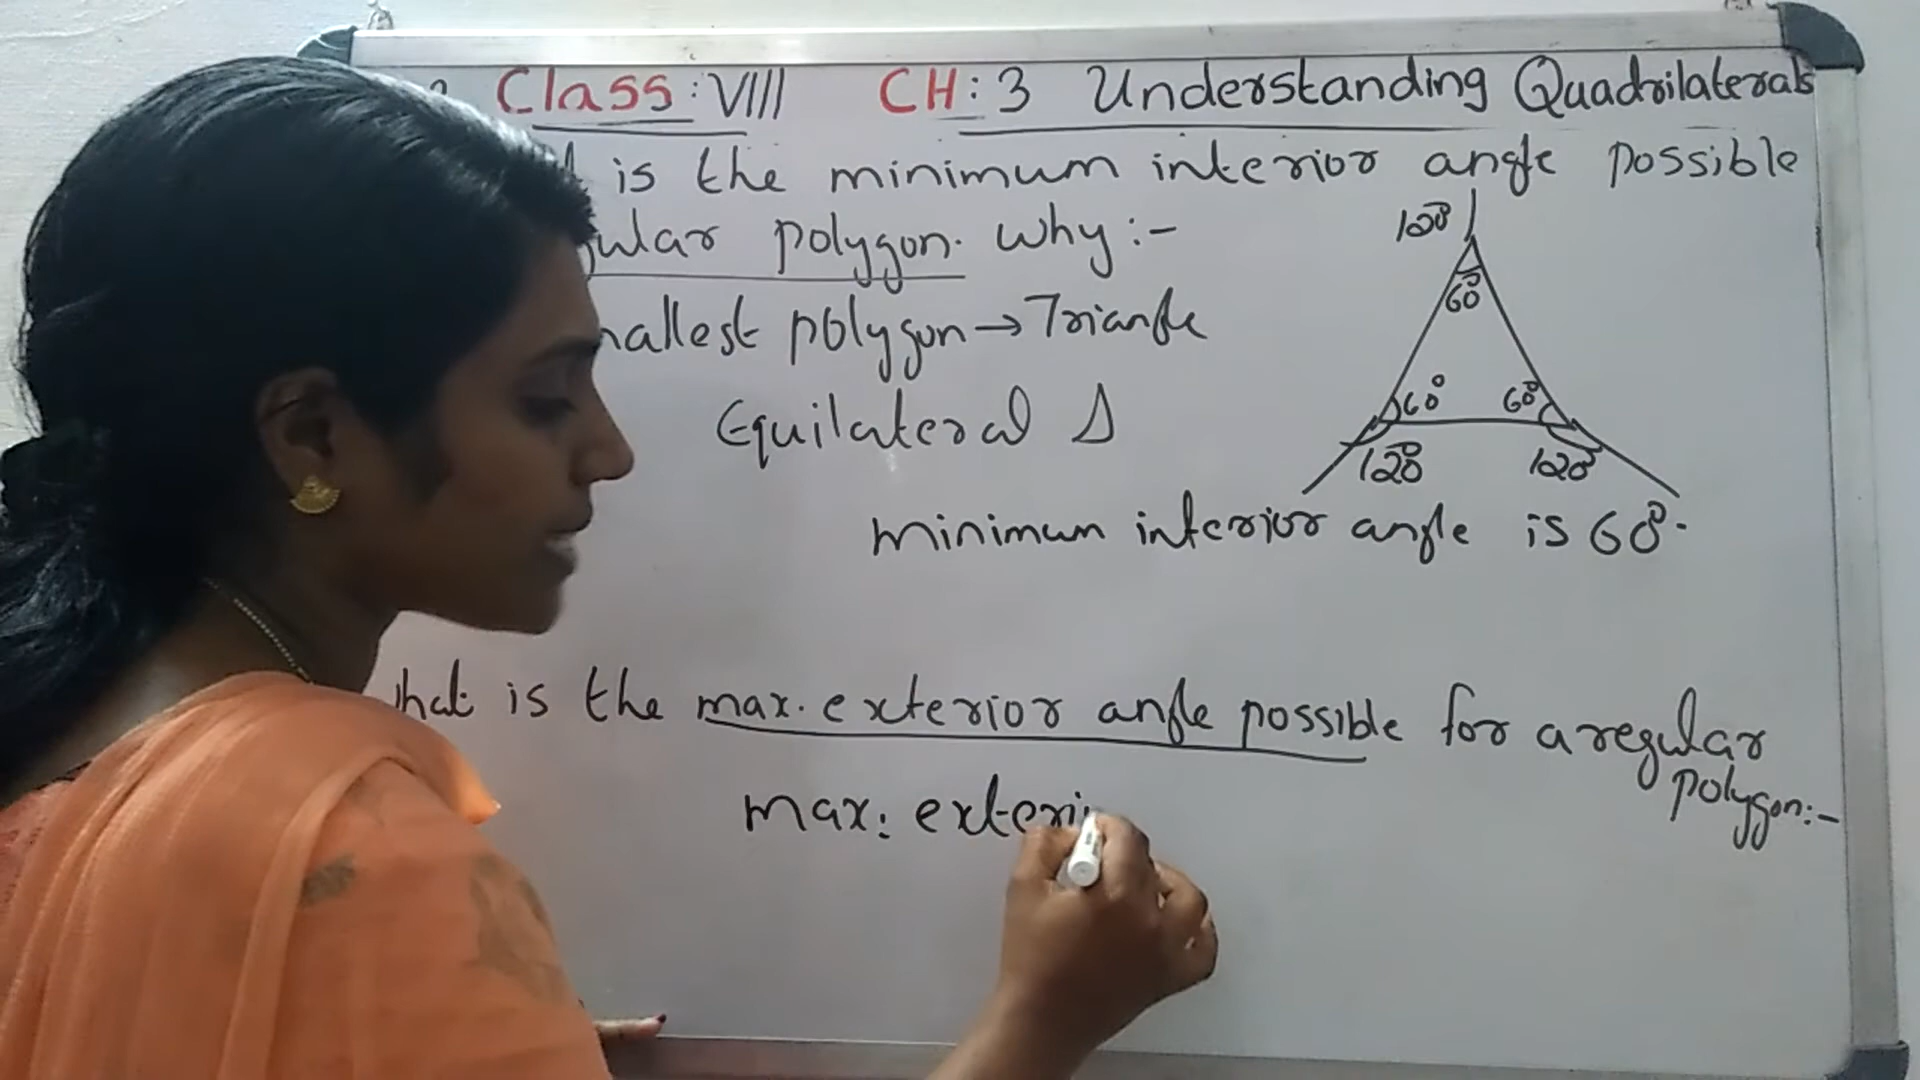 Class: VIII CH: 3 Understanding Quadrilaterals
is the minimum interior angle possible
polygon. why:-
polygon → Triangle
Equilateral Δ
120°
60°
60° 60°
120° 120°
minimum interior angle is 60°.
is the max. exterior angle possible for a regular
polygon:-
max: exteri